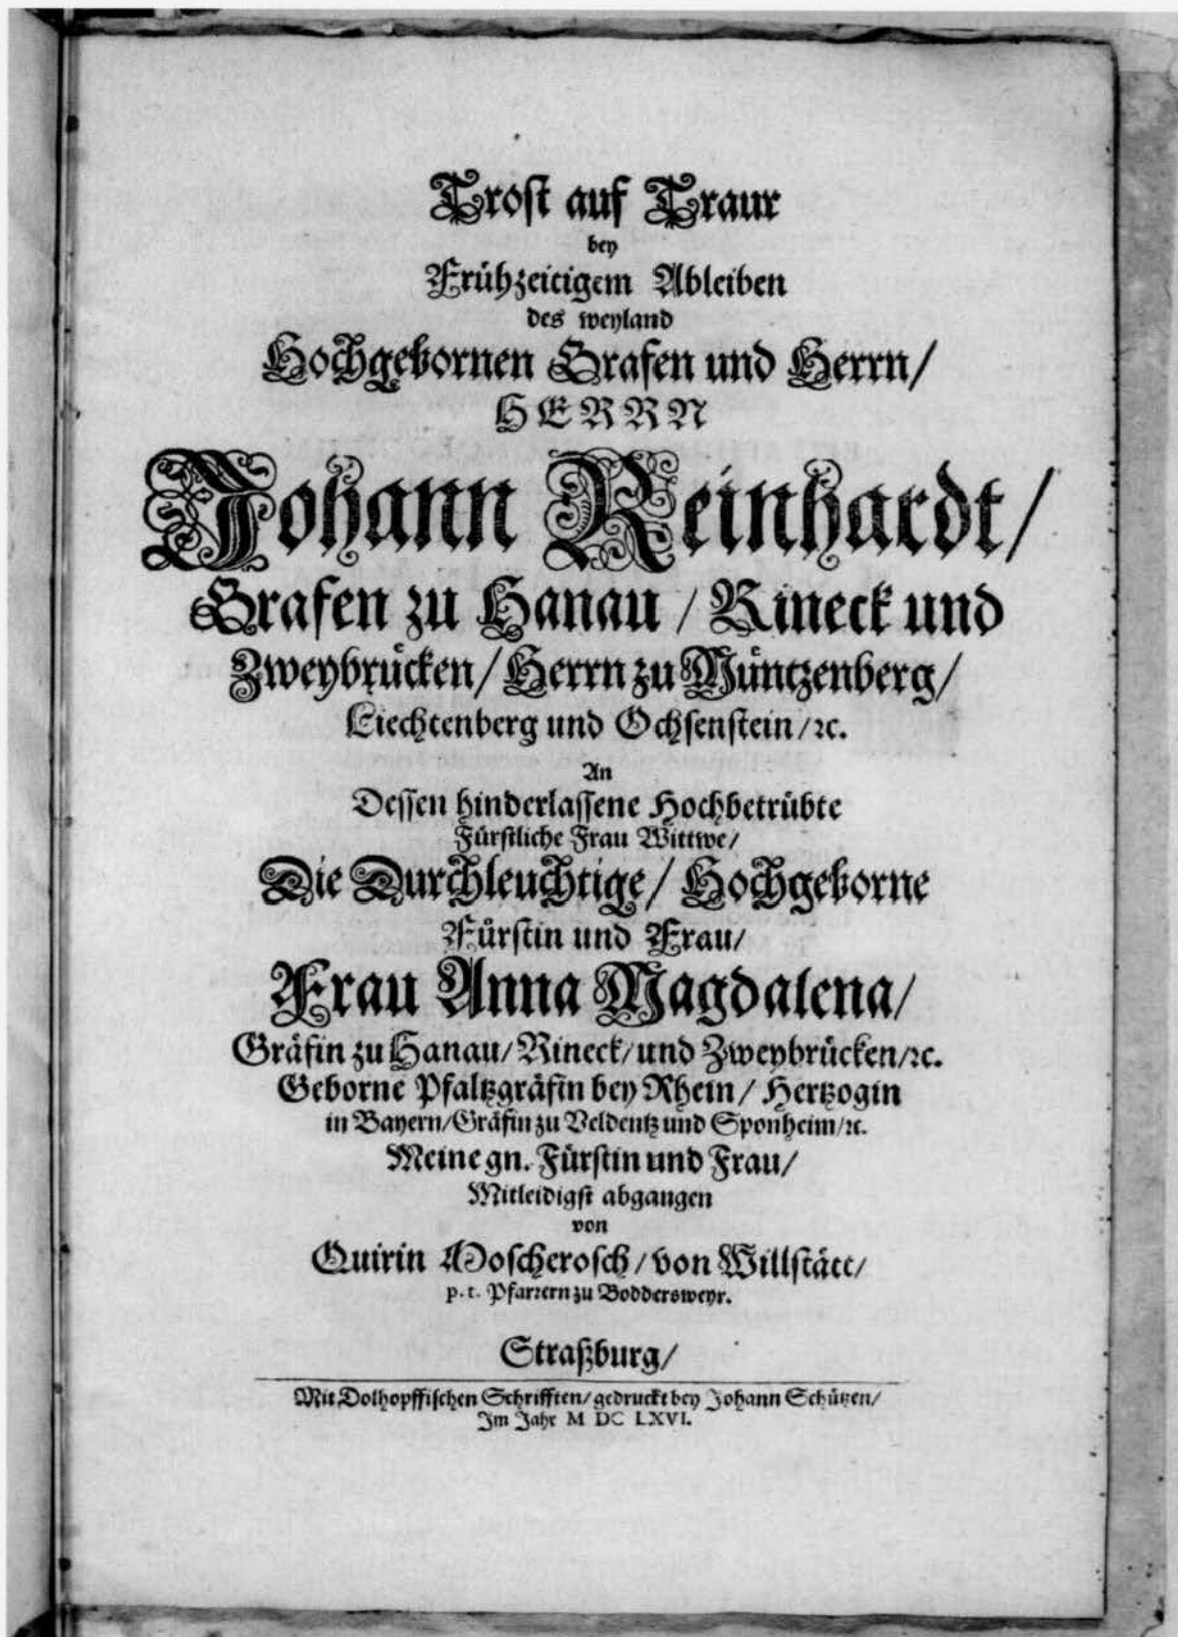 Trost auf Traur
bey
Frühzeitigem Ableiben
des weyland
Hochgebornen Grafen und Herrn/
HERRN
Johann Reinhardt/
Grafen zu Hanau / Rineck und
Zweybrücken/ Herrn zu Müntzenberg/
Liechtenberg und Ochsenstein/ ꝛc.
An
Dessen hinderlassene Hochbetrübte
Fürstliche Frau Wittwe/
Die Durchleuchtige/ Hochgeborne
Fürstin und Frau/
Frau Anna Magdalena/
Gräfin zu Hanau/ Rineck/ und Zweybrücken/ꝛc.
Geborne Pfaltzgräfin bey Rhein/ Hertzogin
in Bayern/Gräfin zu Veldentz und Sponheim/ꝛc.
Meine gn. Fürstin und Frau/
Mitleidigst abgangen
von
Quirin Moscherosch/ von Willstätt/
p. t. Pfarrern zu Boddersweyr.
Straßburg/
Mit Dolhopffischen Schrifften/ gedruckt bey Johann Schützen/
Im Jahr M DC LXVI.